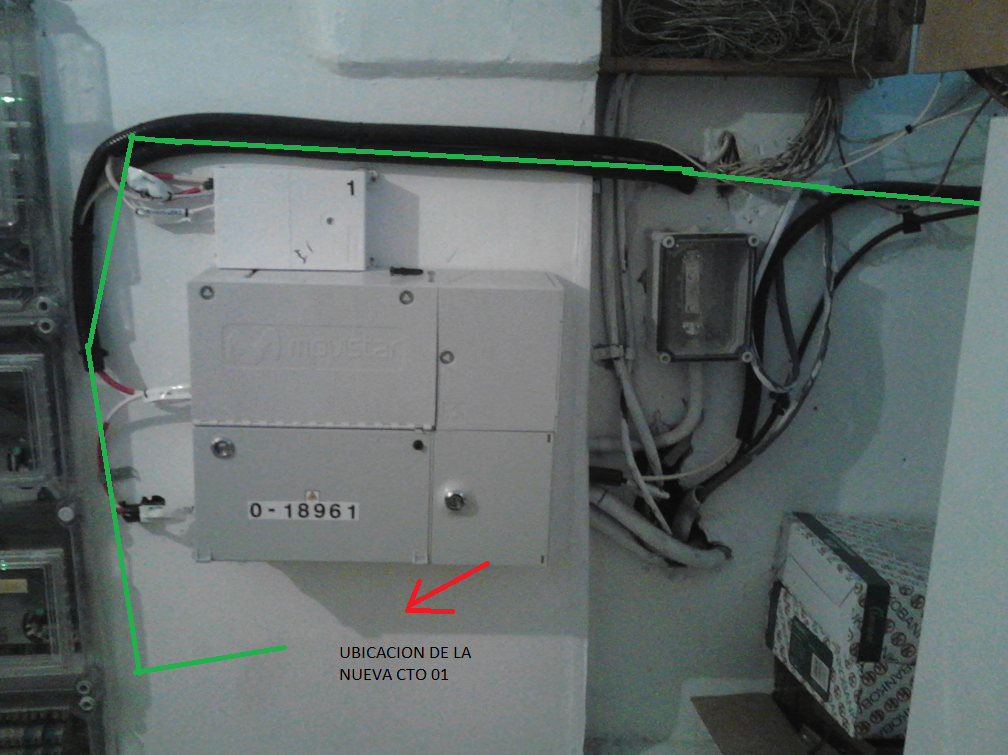 1
movistar
0-18961
UBICACION DE LA
NUEVA CTO 01